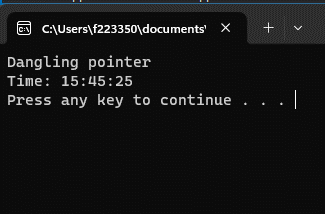 C:\Users\f223350\documents\
Dangling pointer
Time: 15:45:25
Press any key to continue . . .